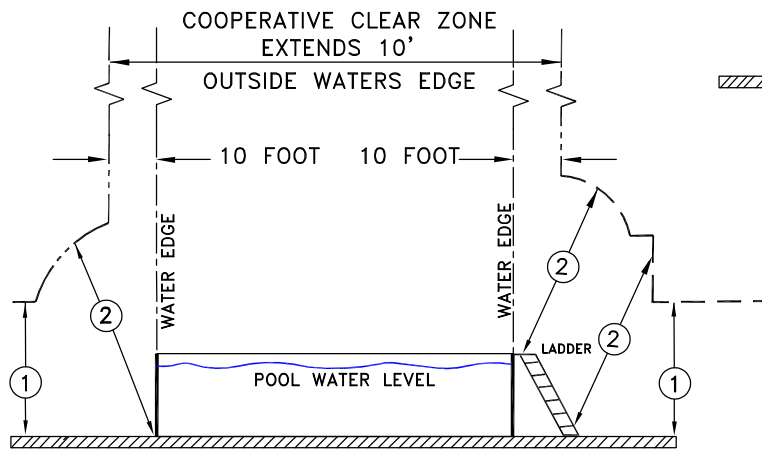 COOPERATIVE CLEAR ZONE
EXTENDS 10'
OUTSIDE WATERS EDGE
10 FOOT
10 FOOT
WATER EDGE
WATER EDGE
2
2
2
1
1
LADDER
POOL WATER LEVEL